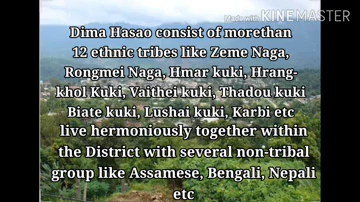 Made with KINEMASTER
Dima Hasao consist of morethan
12 ethnic tribes like Zeme Naga,
Rongmei Naga, Hmar kuki, Hrang-
khol Kuki, Vaithei kuki, Thadou kuki
Biate kuki, Lushai kuki, Karbi etc
live hermoniously together within
the District with several non-tribal
group like Assamese, Bengali, Nepali
etc